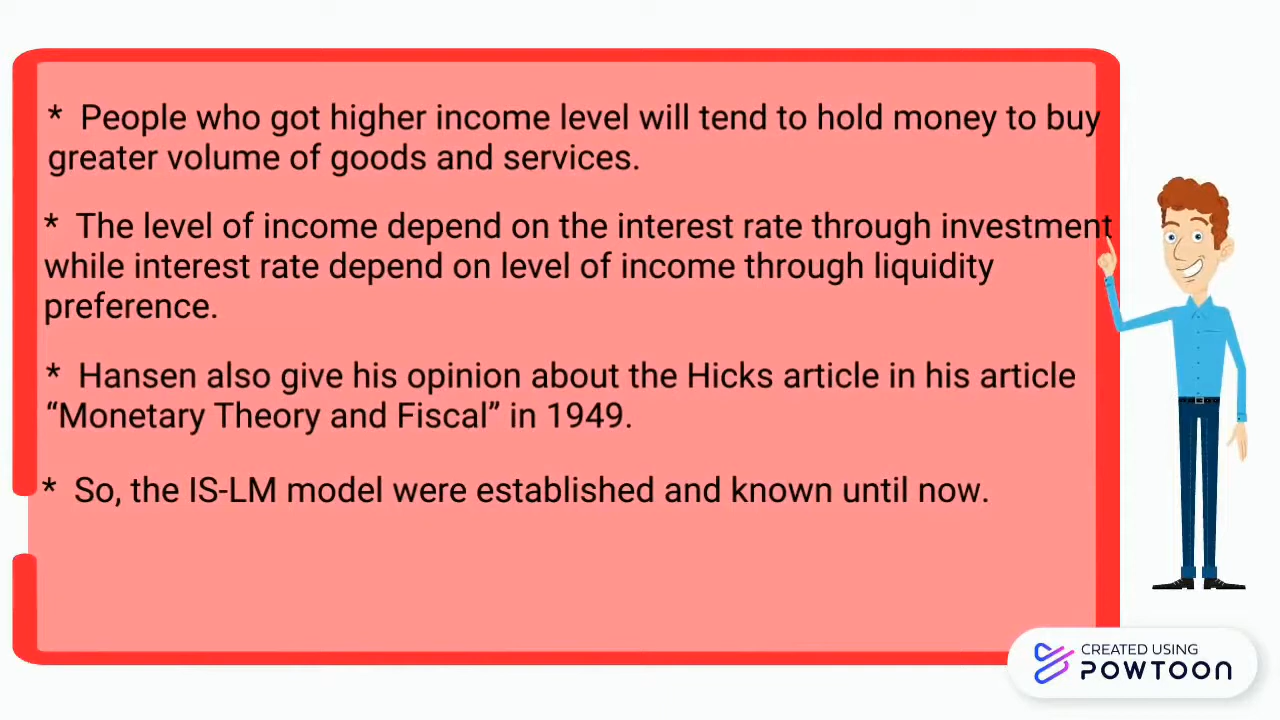 * People who got higher income level will tend to hold money to buy
greater volume of goods and services.
* The level of income depend on the interest rate through investment
while interest rate depend on level of income through liquidity
preference.
* Hansen also give his opinion about the Hicks article in his article
“Monetary Theory and Fiscal” in 1949.
* So, the IS-LM model were established and known until now.
CREATED USING
POWTOON